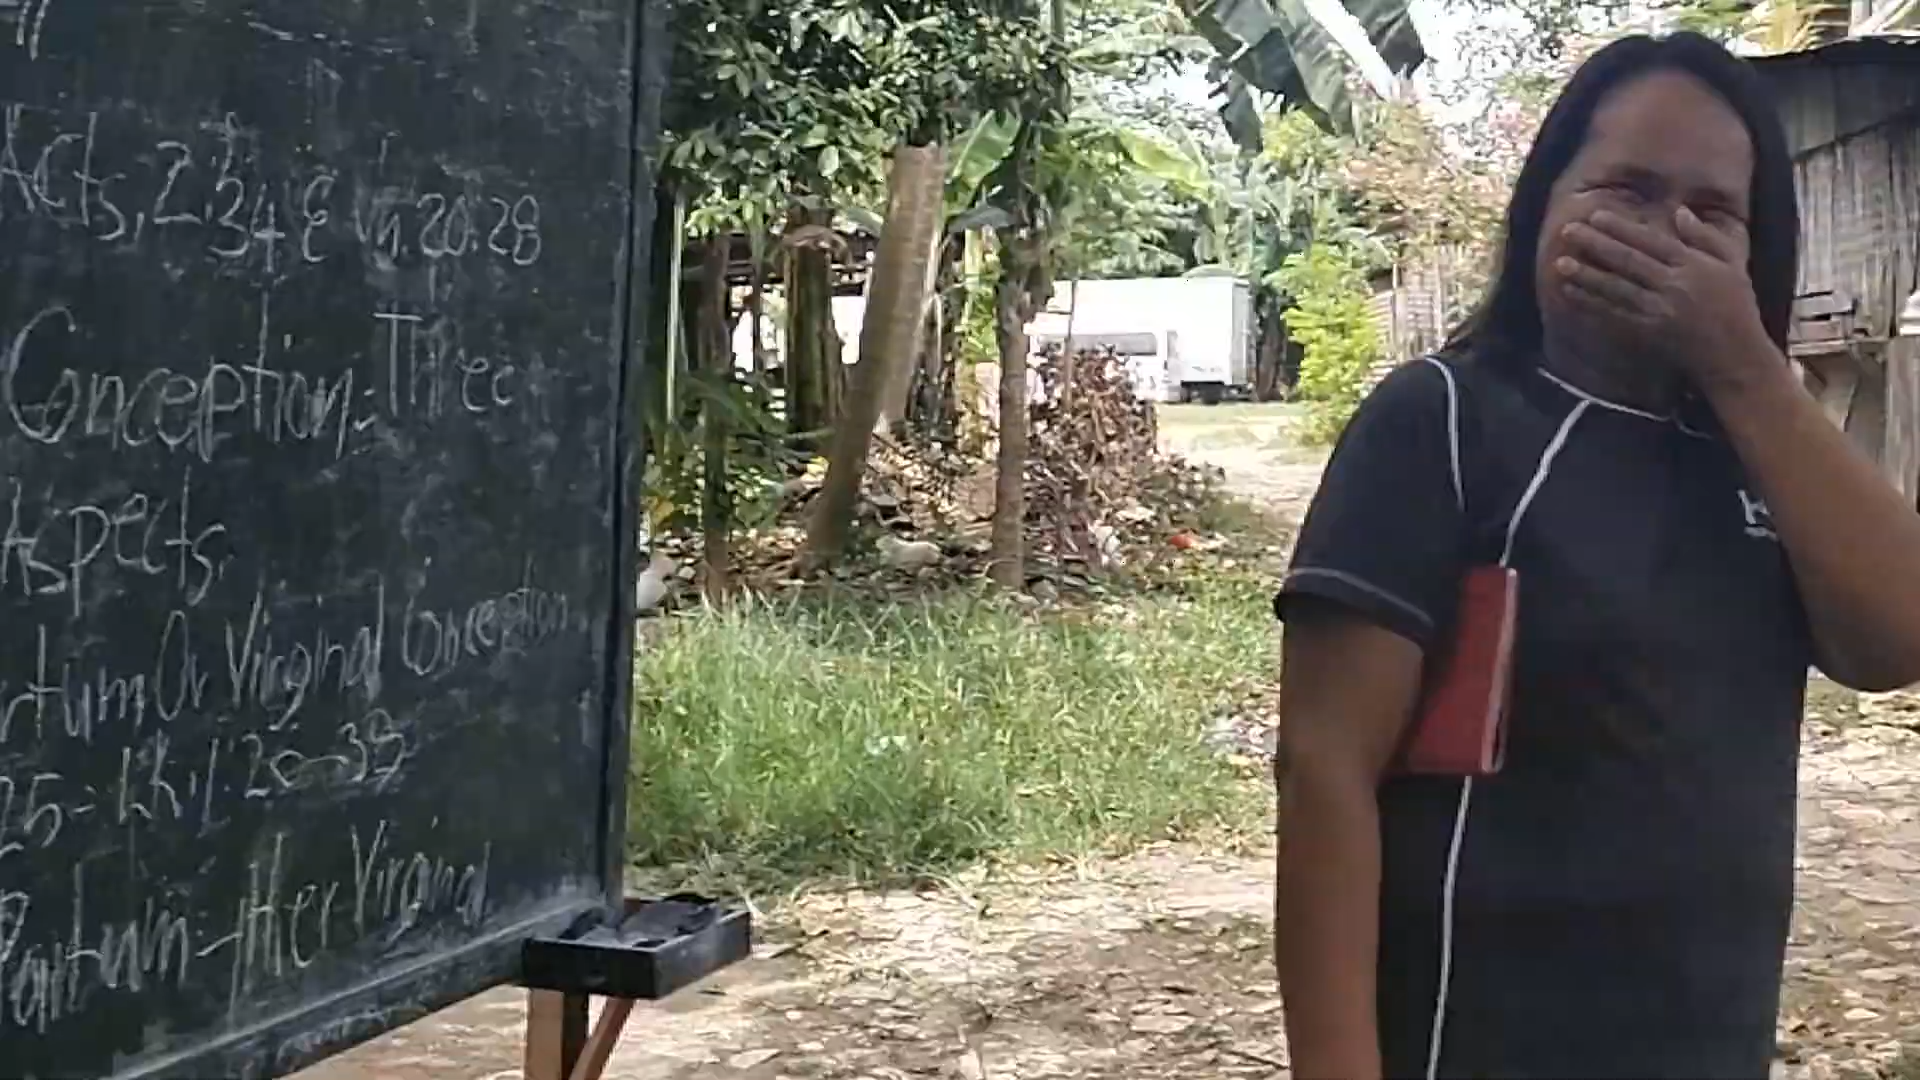 Acts, 2:34 & Vs. 20:28
Conception: Three
Aspects
rtum Or Virginal Conception
25- Lk 1:26-38
Partum- Her Virginal